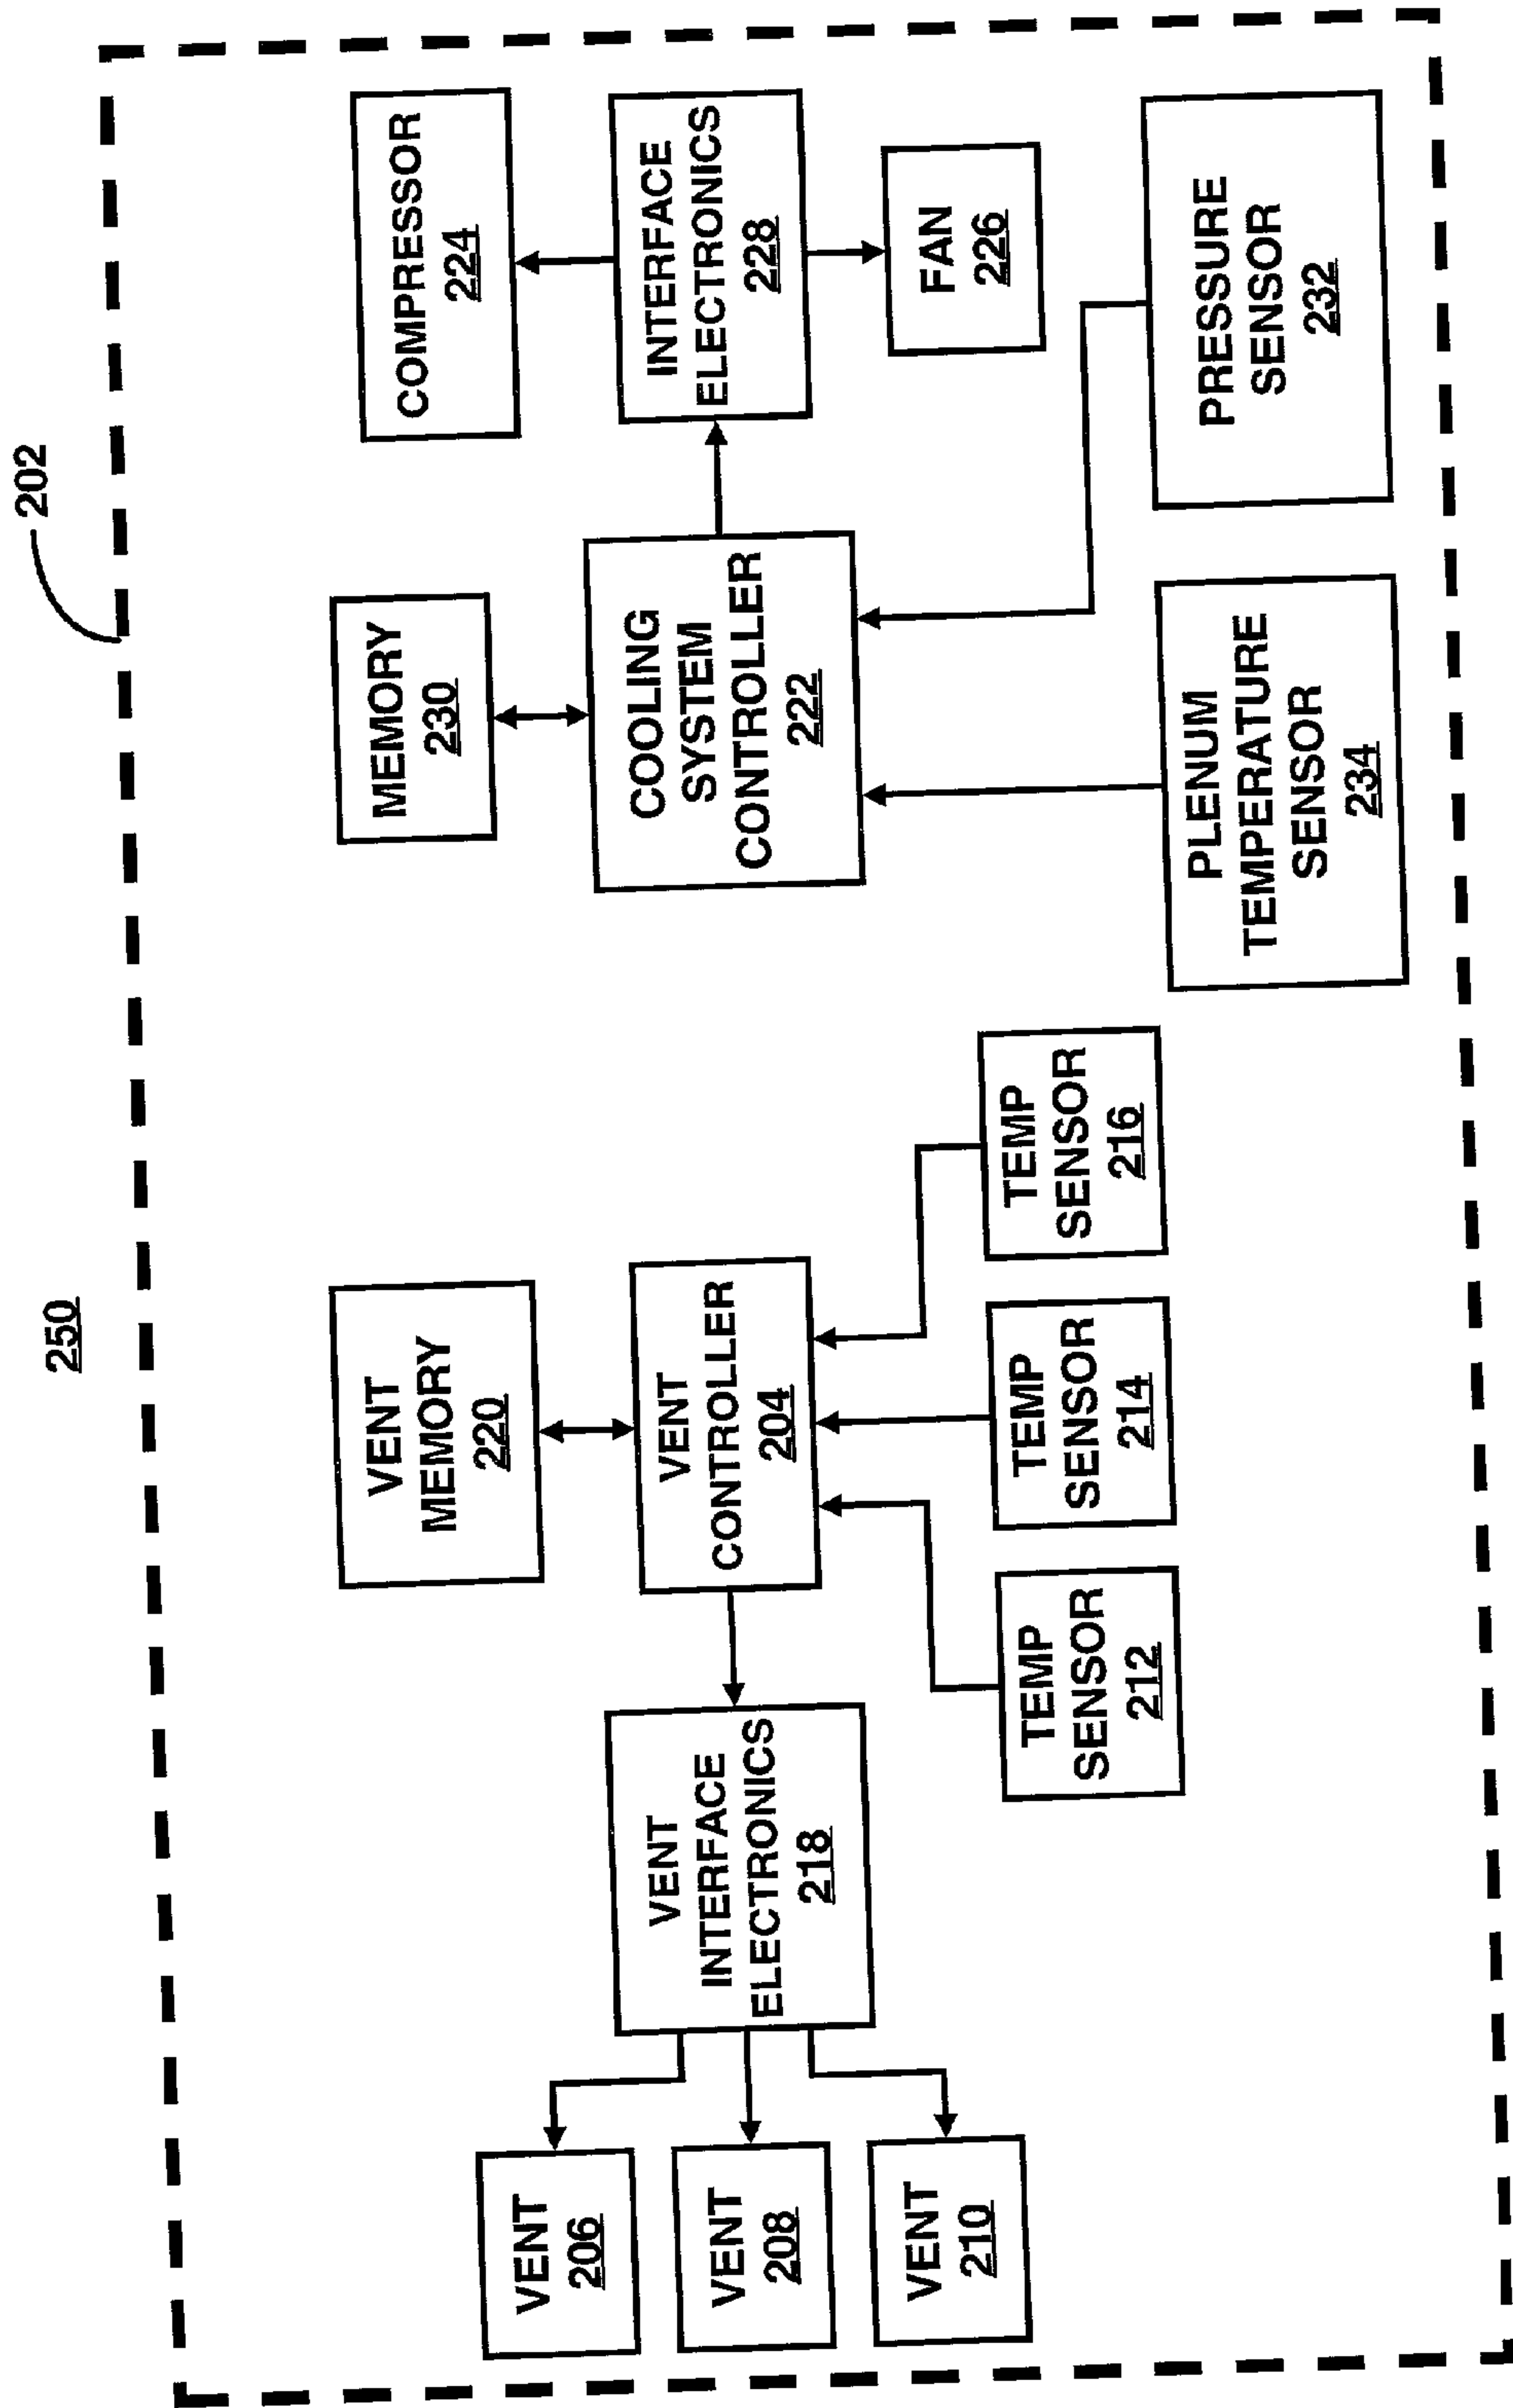 250
202
VENT
MEMORY
220
MEMORY
230
COMPRESSOR
224
VENT
206
VENT
208
VENT
210
VENT
INTERFACE
ELECTRONICS
218
VENT
CONTROLLER
204
COOLING
SYSTEM
CONTROLLER
222
INTERFACE
ELECTRONICS
228
FAN
226
TEMP
SENSOR
212
TEMP
SENSOR
214
TEMP
SENSOR
216
PLENUM
TEMPERATURE
SENSOR
234
PRESSURE
SENSOR
232